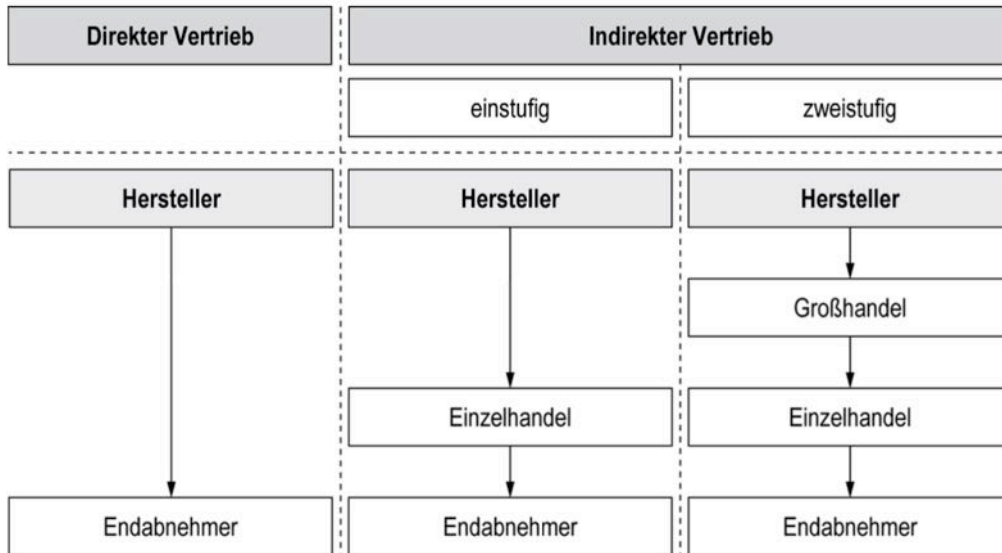 Direkter Vertrieb
Indirekter Vertrieb
einstufig
zweistufig
Hersteller
Hersteller
Hersteller
Großhandel
Einzelhandel
Einzelhandel
Endabnehmer
Endabnehmer
Endabnehmer